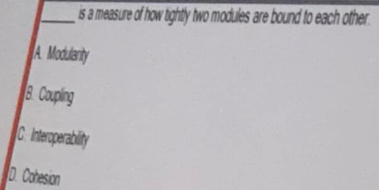 _____ is a measure of how tightly two modules are bound to each other.
A. Modularity
B. Coupling
C. Interoperability
D. Cohesion